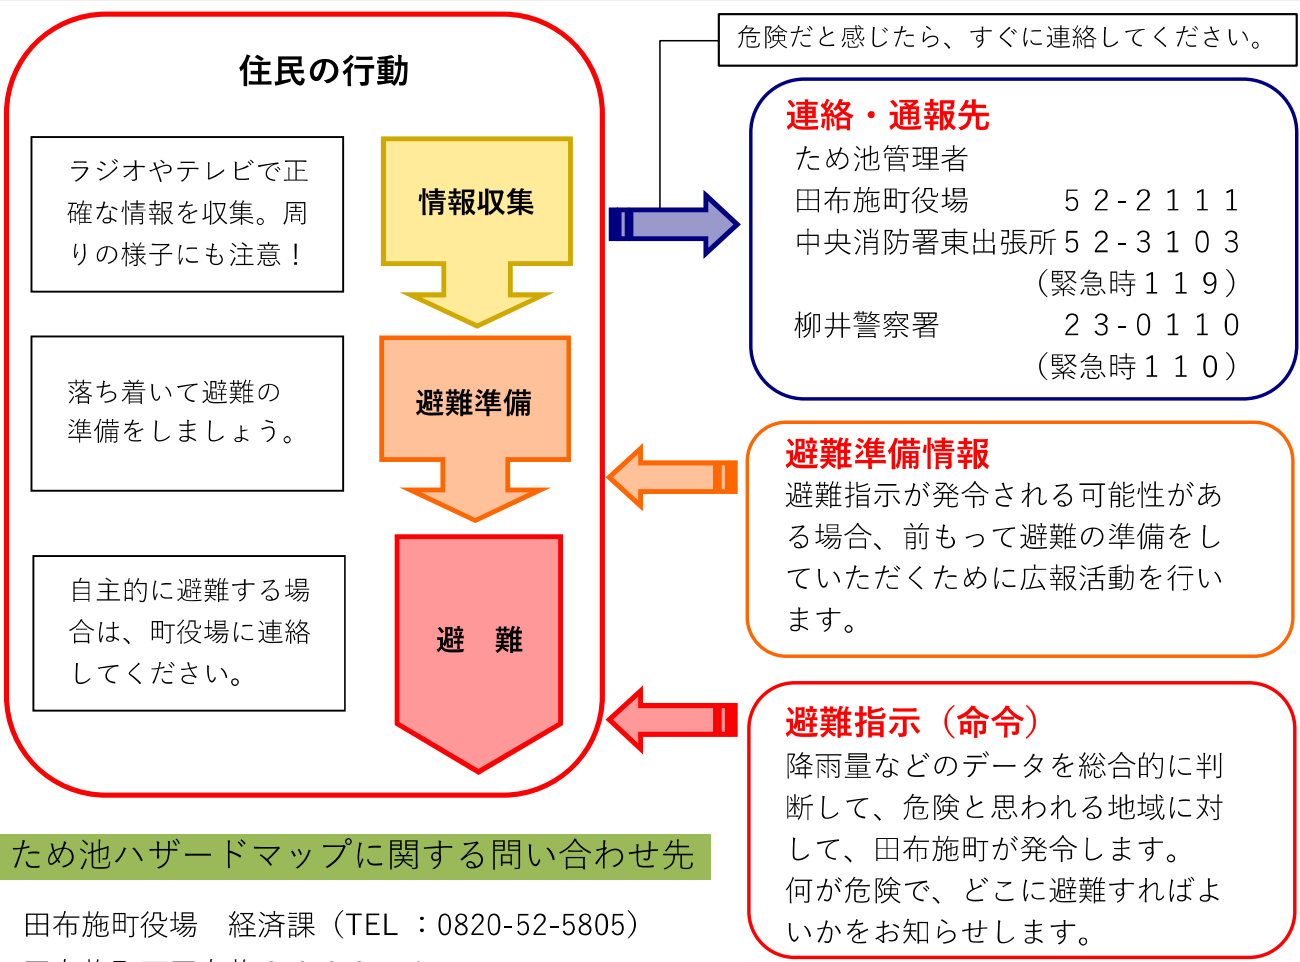 住民の行動
ラジオやテレビで正
確な情報を収集。周
りの様子にも注意！
情報収集
落ち着いて避難の
準備をしましょう。
避難準備
自主的に避難する場
合は、町役場に連絡
してください。
避　難
危険だと感じたら、すぐに連絡してください。
連絡・通報先
ため池管理者
田布施町役場　５２-２１１１
中央消防署東出張所５２-３１０３
（緊急時１１９）
柳井警察署　２３-０１１０
（緊急時１１０）
避難準備情報
避難指示が発令される可能性があ
る場合、前もって避難の準備をし
ていただくために広報活動を行い
ます。
避難指示（命令）
降雨量などのデータを総合的に判
断して、危険と思われる地域に対
して、田布施町が発令します。
何が危険で、どこに避難すればよ
いかをお知らせします。
ため池ハザードマップに関する問い合わせ先
田布施町役場　経済課（TEL ：0820-52-5805）